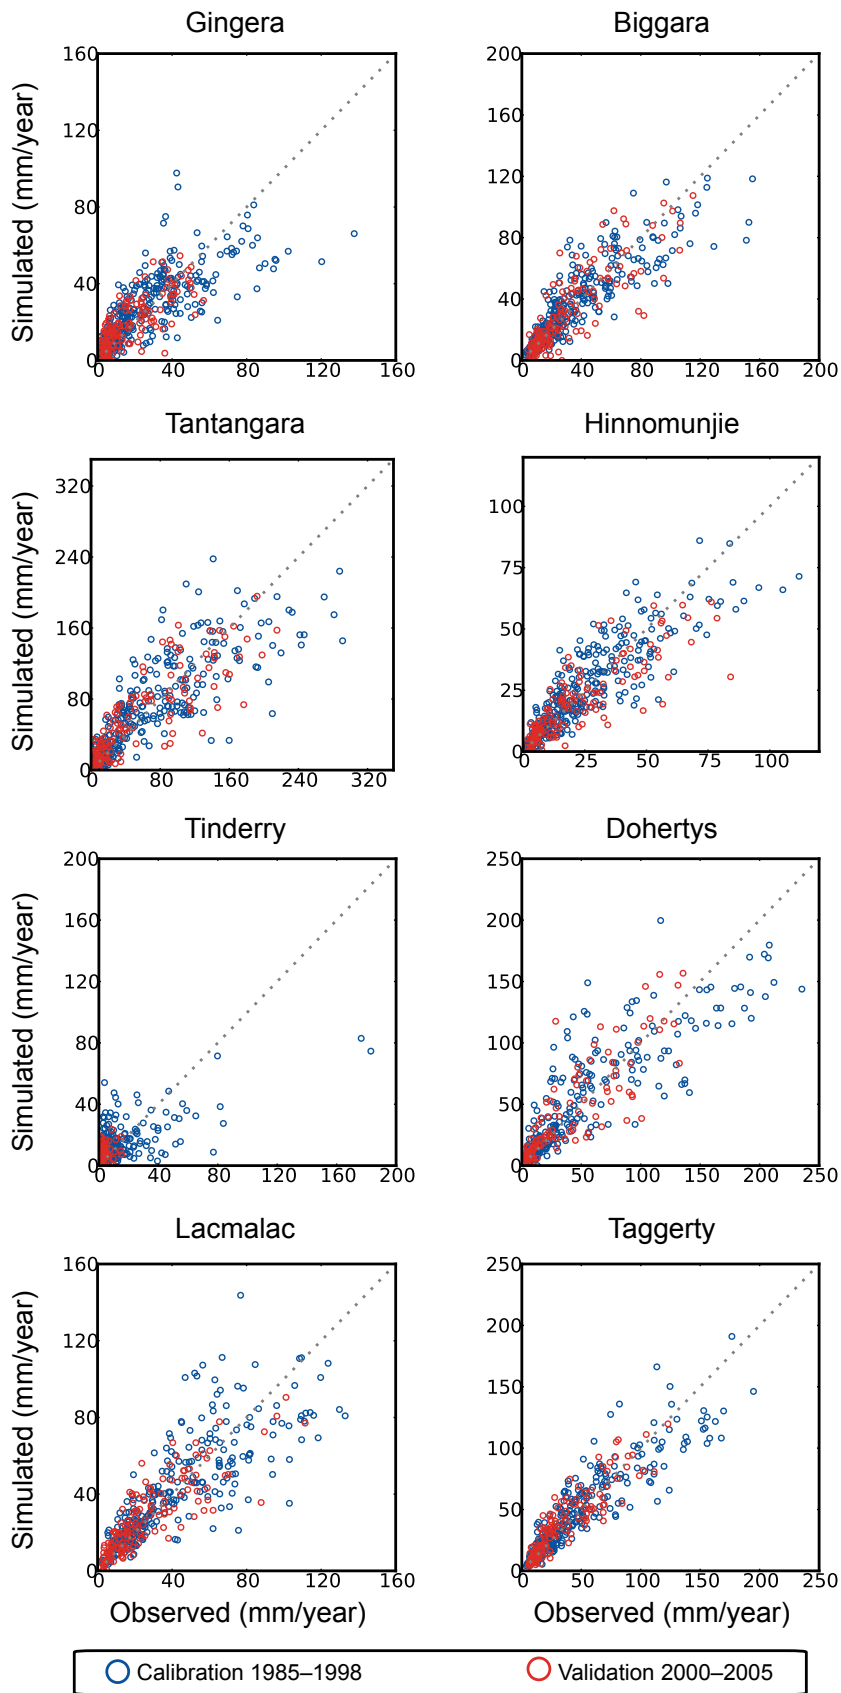 Gingera
Biggara
160
120
80
40
0
0 40 80 120 160
200
160
120
80
40
0
0 40 80 120 160 200
Simulated (mm/year)
Tantangara
Hinnomunjie
320
240
160
80
0
0 80 160 240 320
100
75
50
25
0
0 25 50 75 100
Simulated (mm/year)
Tinderry
Dohertys
200
160
120
80
40
0
0 40 80 120 160 200
250
200
150
100
50
0
0 50 100 150 200 250
Simulated (mm/year)
Lacmalac
Taggerty
160
120
80
40
0
0 40 80 120 160
250
200
150
100
50
0
0 50 100 150 200 250
Simulated (mm/year)
Observed (mm/year)
Observed (mm/year)
Calibration 1985–1998
Validation 2000–2005